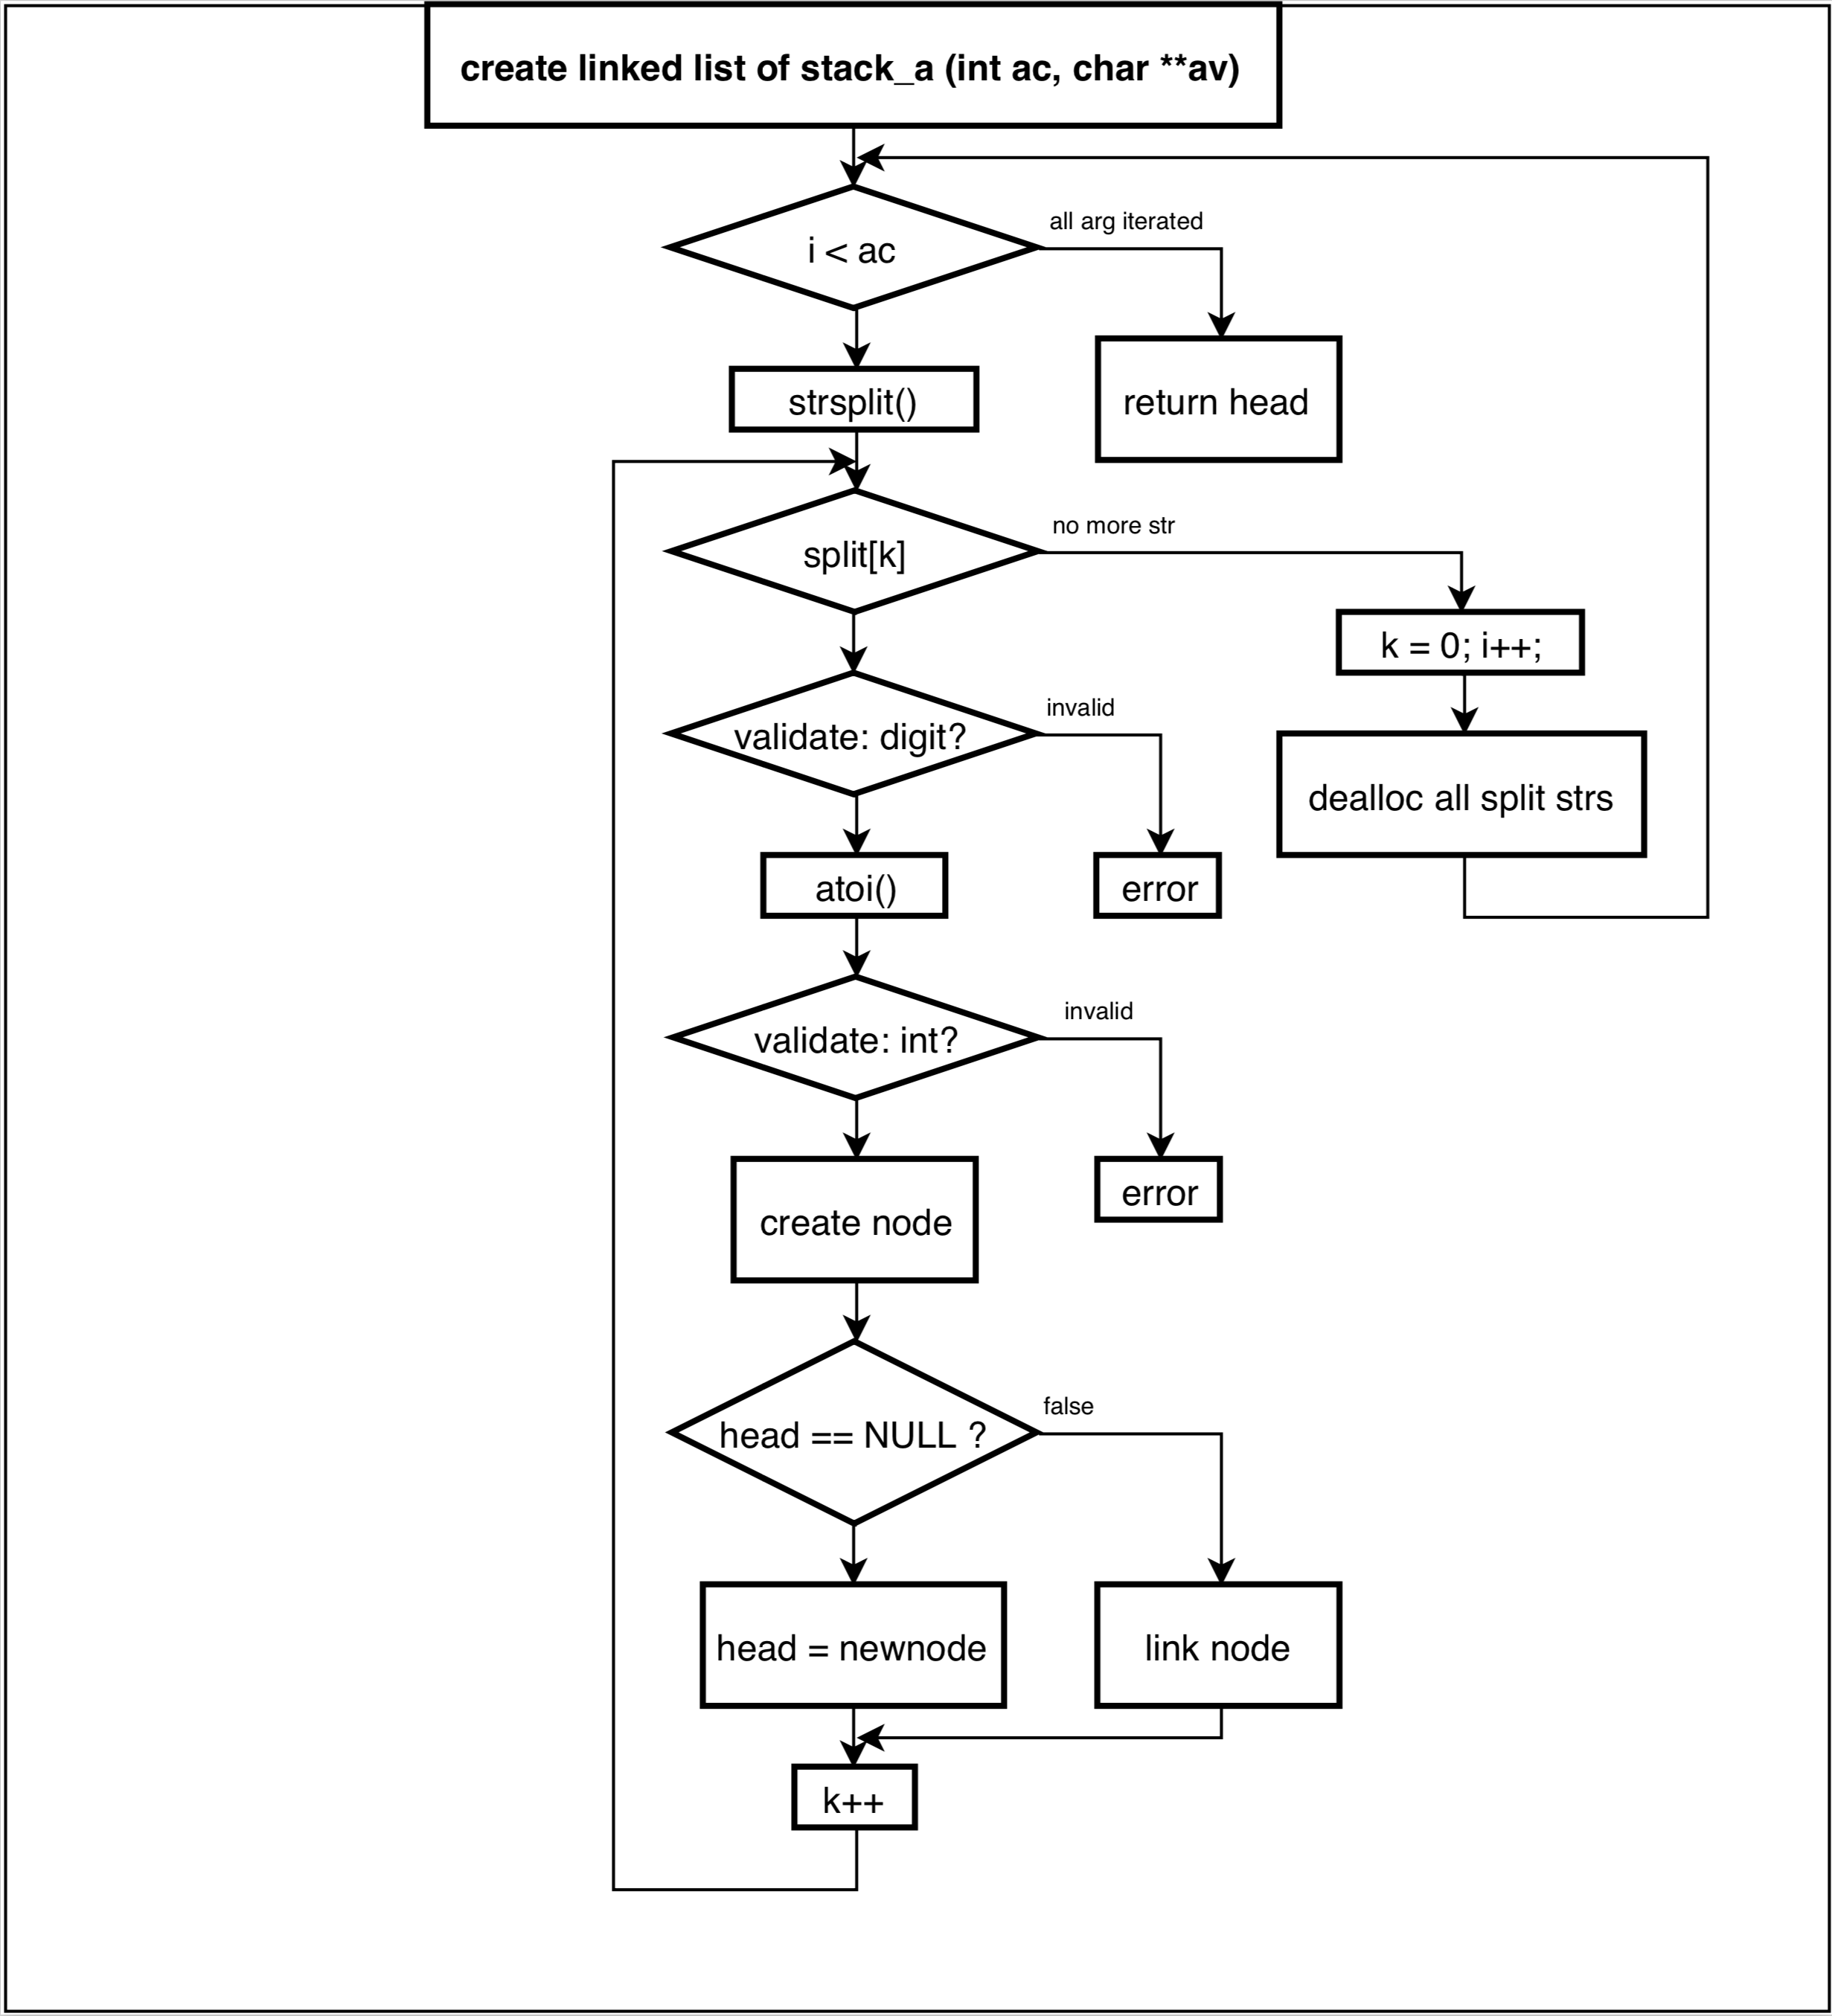 create linked list of stack_a (int ac, char **av)
all arg iterated
i < ac
strsplit()
return head
no more str
split[k]
k = 0; i++;
invalid
validate: digit?
dealloc all split strs
atoi()
error
invalid
validate: int?
error
create node
false
head == NULL ?
head = newnode
link node
k++